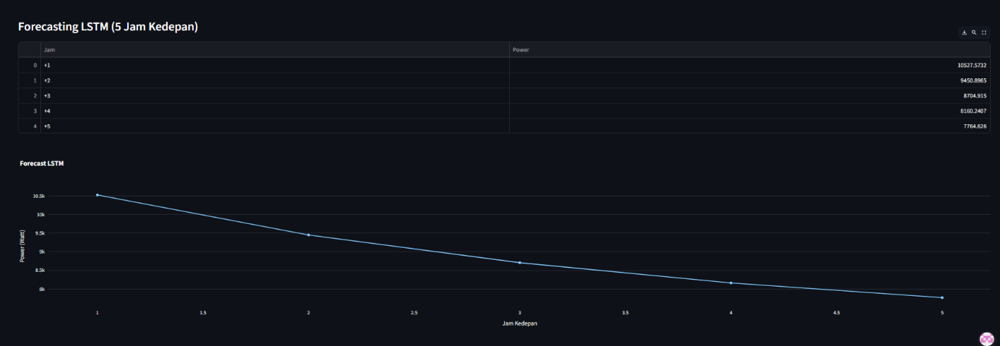 Forecasting LSTM (5 Jam Kedepan)
Jam Power
0 +1 10527.5732
1 +2 9450.8965
2 +3 8704.915
3 +4 8160.2407
4 +5 7764.626
Forecast LSTM
10.5k
10k
9.5k
9k
8.5k
8k
Power (Watt)
1 1.5 2 2.5 3 3.5 4 4.5 5
Jam Kedepan